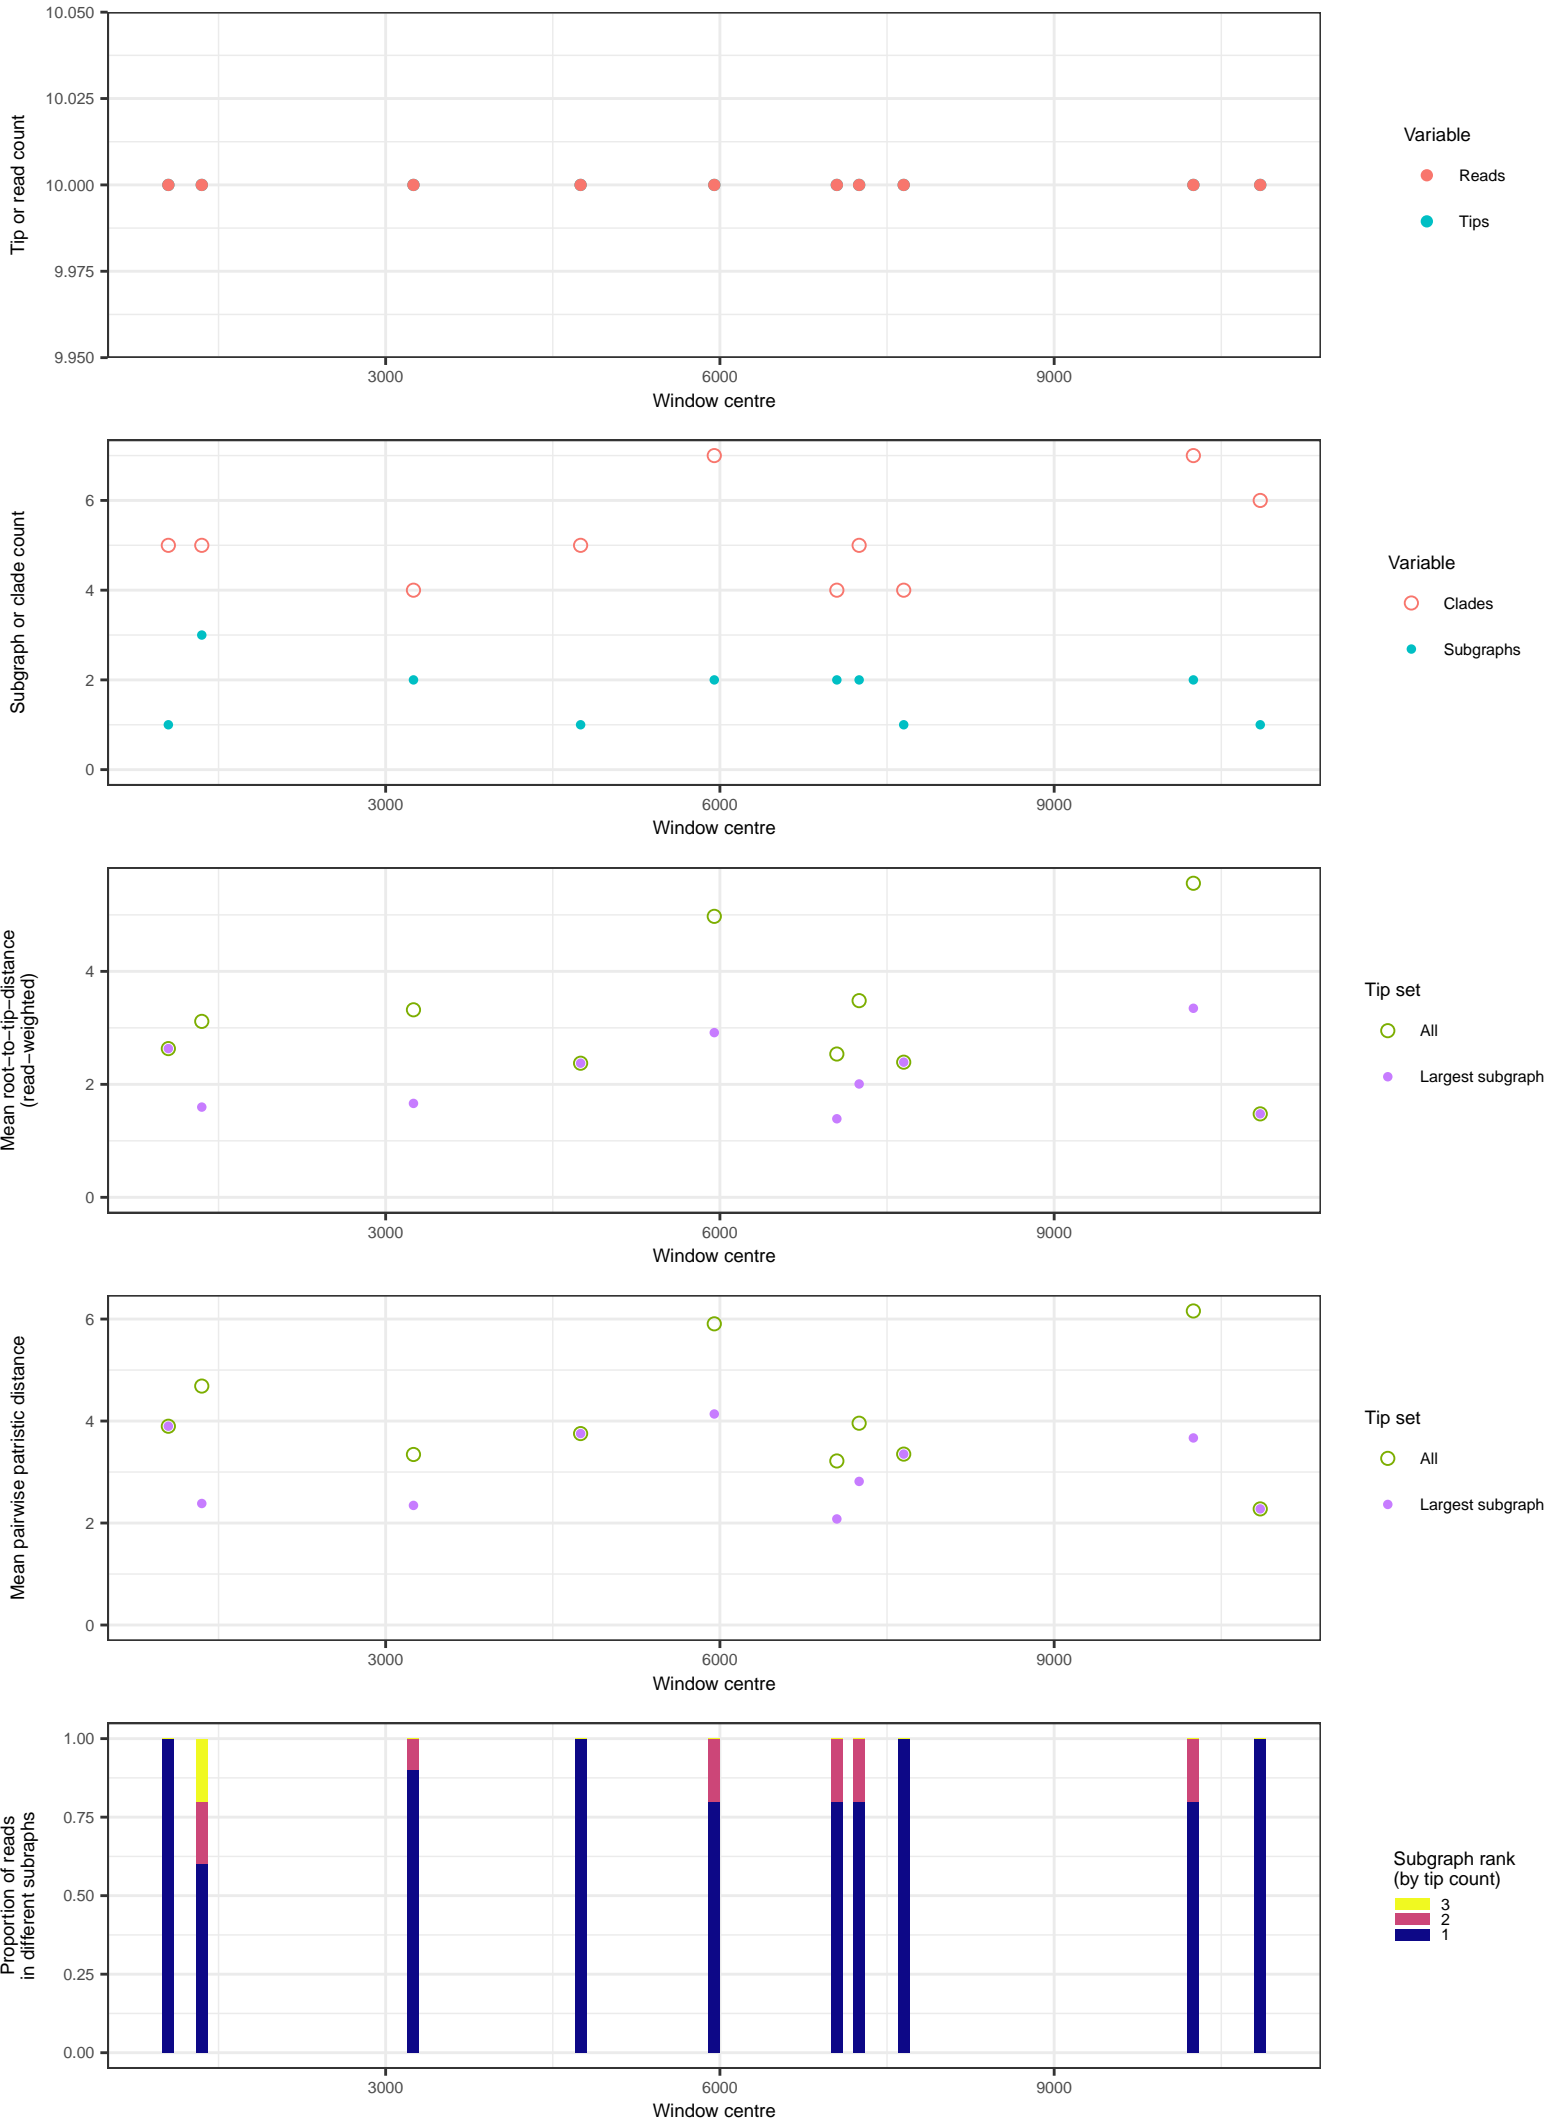 10.050
10.025
10.000
9.975
9.950
Tip or read count
3000
6000
9000
Window centre
Variable
Reads
Tips
6
4
2
0
Subgraph or clade count
3000
6000
9000
Window centre
Variable
Clades
Subgraphs
4
2
0
Mean root−to−tip−distance
(read−weighted)
3000
6000
9000
Window centre
Tip set
All
Largest subgraph
6
4
2
0
Mean pairwise patristic distance
3000
6000
9000
Window centre
Tip set
All
Largest subgraph
1.00
0.75
0.50
0.25
0.00
Proportion of reads
in different subraphs
3000
6000
9000
Window centre
Subgraph rank
(by tip count)
3
2
1